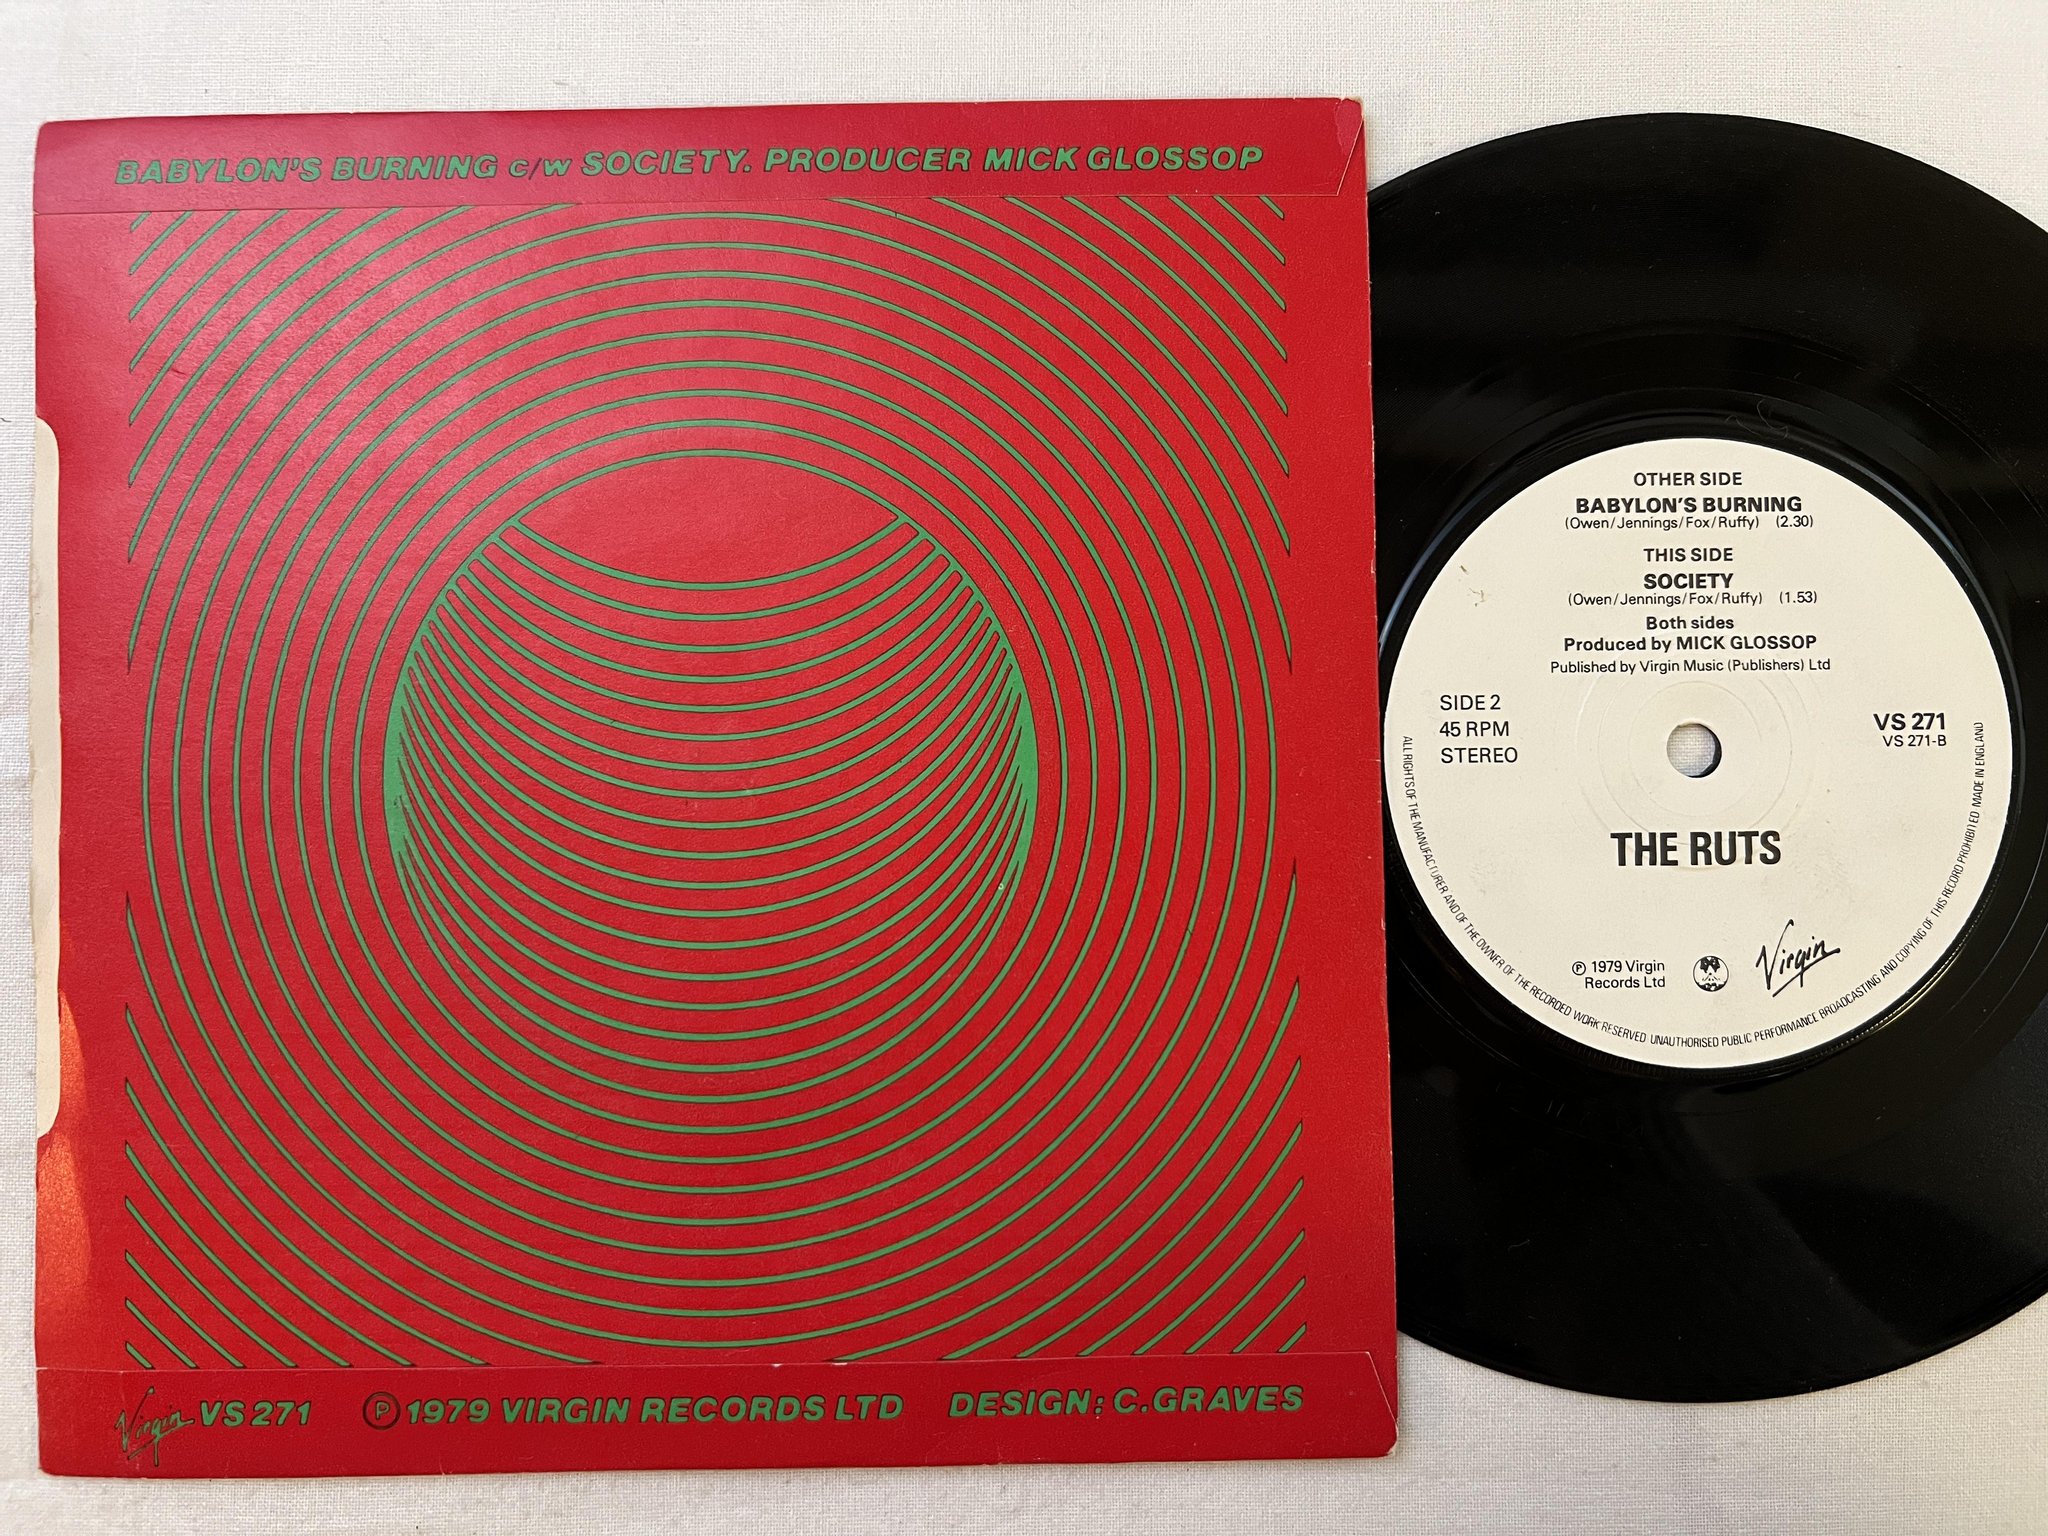 BABYLON'S BURNING c/w SOCIETY. PRODUCER MICK GLOSSOP
Virgin VS 271 Ⓟ 1979 VIRGIN RECORDS LTD DESIGN: C.GRAVES
OTHER SIDE
BABYLON'S BURNING
(Owen/Jennings/Fox/Ruffy) (2.30)
THIS SIDE
SOCIETY
(Owen/Jennings/Fox/Ruffy) (1.53)
Both sides
Produced by MICK GLOSSOP
Published by Virgin Music (Publishers) Ltd
SIDE 2
45 RPM
STEREO
VS 271
VS 271-B
THE RUTS
Ⓟ 1979 Virgin
Records Ltd
Virgin
ALL RIGHTS OF THE MANUFACTURER AND OF THE OWNER OF THE RECORDED WORK RESERVED. UNAUTHORISED PUBLIC PERFORMANCE BROADCASTING AND COPYING OF THIS RECORD PROHIBITED. MADE IN ENGLAND